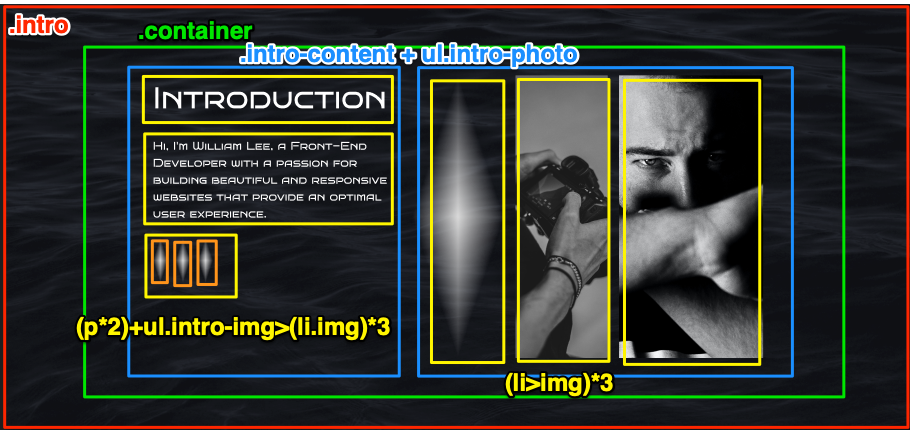 .intro
.container
.intro-content + ul.intro-photo
Introduction
Hi, I'm William Lee, a Front-End
Developer with a passion for
building beautiful and responsive
websites that provide an optimal
user experience.
(p*2)+ul.intro-img>(li.img)*3
(li>img)*3